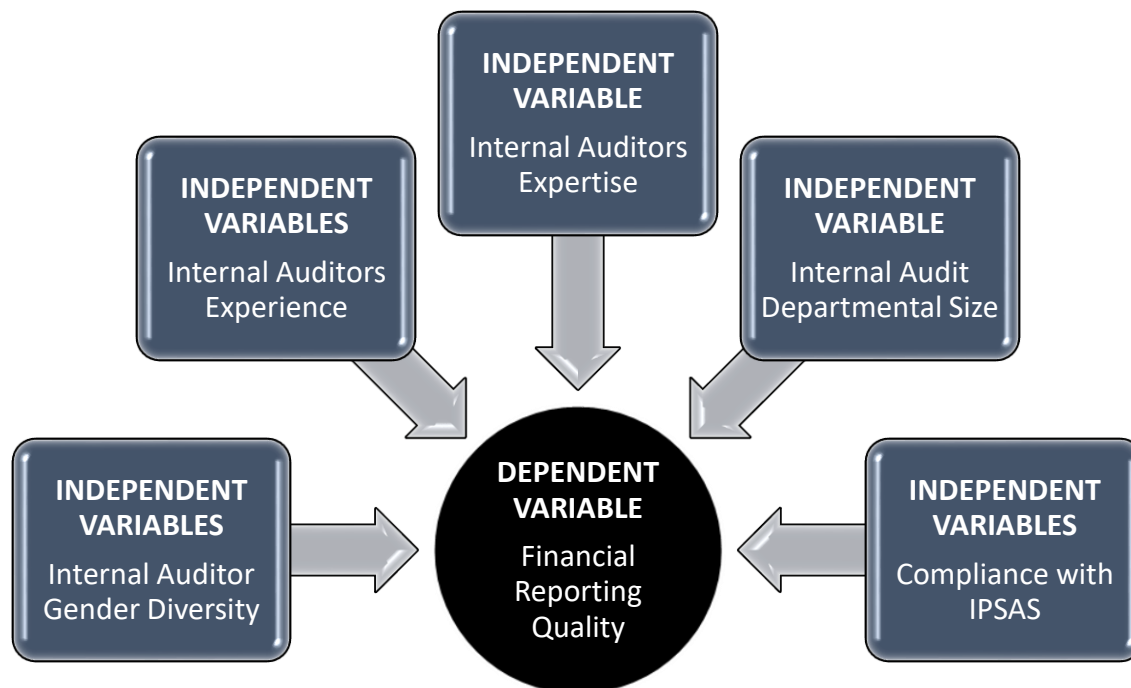 INDEPENDENT
VARIABLE
Internal Auditors
Expertise
INDEPENDENT
VARIABLES
Internal Auditors
Experience
INDEPENDENT
VARIABLE
Internal Audit
Departmental Size
INDEPENDENT
VARIABLES
Internal Auditor
Gender Diversity
DEPENDENT
VARIABLE
Financial
Reporting
Quality
INDEPENDENT
VARIABLES
Compliance with
IPSAS